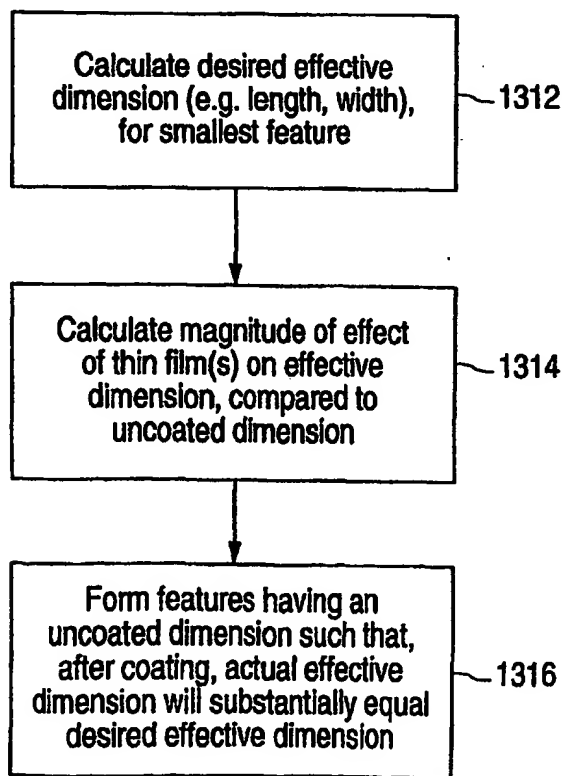 Calculate desired effective
dimension (e.g. length, width),
for smallest feature
1312
Calculate magnitude of effect
of thin film(s) on effective
dimension, compared to
uncoated dimension
1314
Form features having an
uncoated dimension such that,
after coating, actual effective
dimension will substantially equal
desired effective dimension
1316